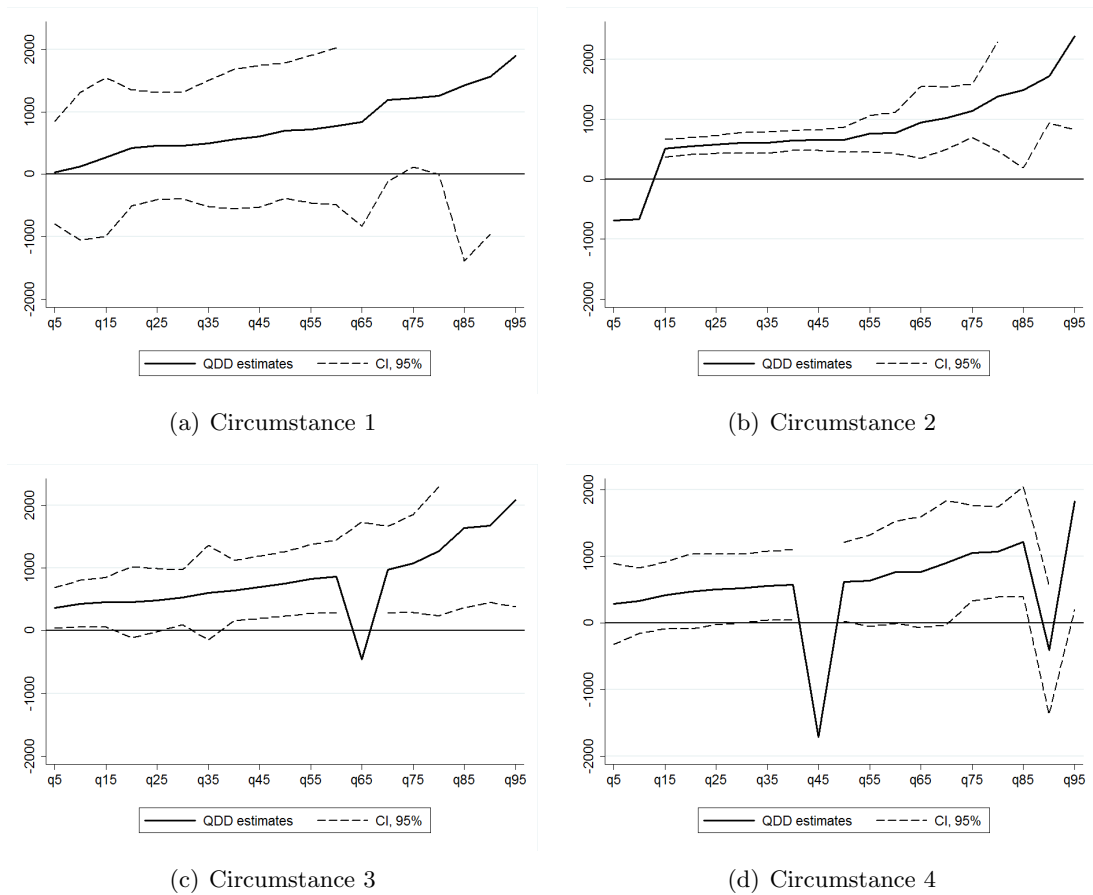 2000
1000
0
-1000
-2000
q5 q15 q25 q35 q45 q55 q65 q75 q85 q95
QDD estimates CI, 95%
(a) Circumstance 1
2000
1000
0
-1000
-2000
q5 q15 q25 q35 q45 q55 q65 q75 q85 q95
QDD estimates CI, 95%
(b) Circumstance 2
2000
1000
0
-1000
-2000
q5 q15 q25 q35 q45 q55 q65 q75 q85 q95
QDD estimates CI, 95%
(c) Circumstance 3
2000
1000
0
-1000
-2000
q5 q15 q25 q35 q45 q55 q65 q75 q85 q95
QDD estimates CI, 95%
(d) Circumstance 4